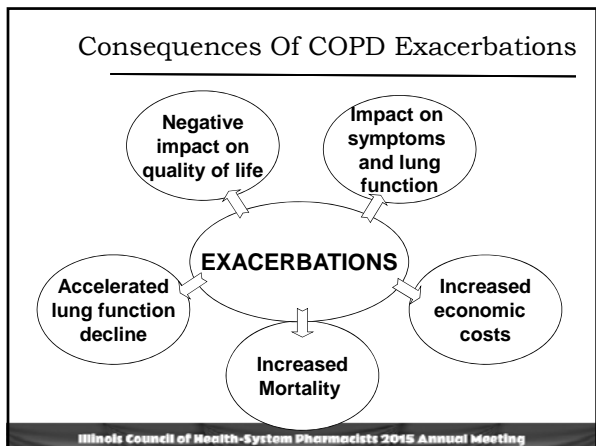 Consequences Of COPD Exacerbations
Negative
impact on
quality of life
Impact on
symptoms
and lung
function
EXACERBATIONS
Accelerated
lung function
decline
Increased
economic
costs
Increased
Mortality
Illinois Council of Health-System Pharmacists 2015 Annual Meeting